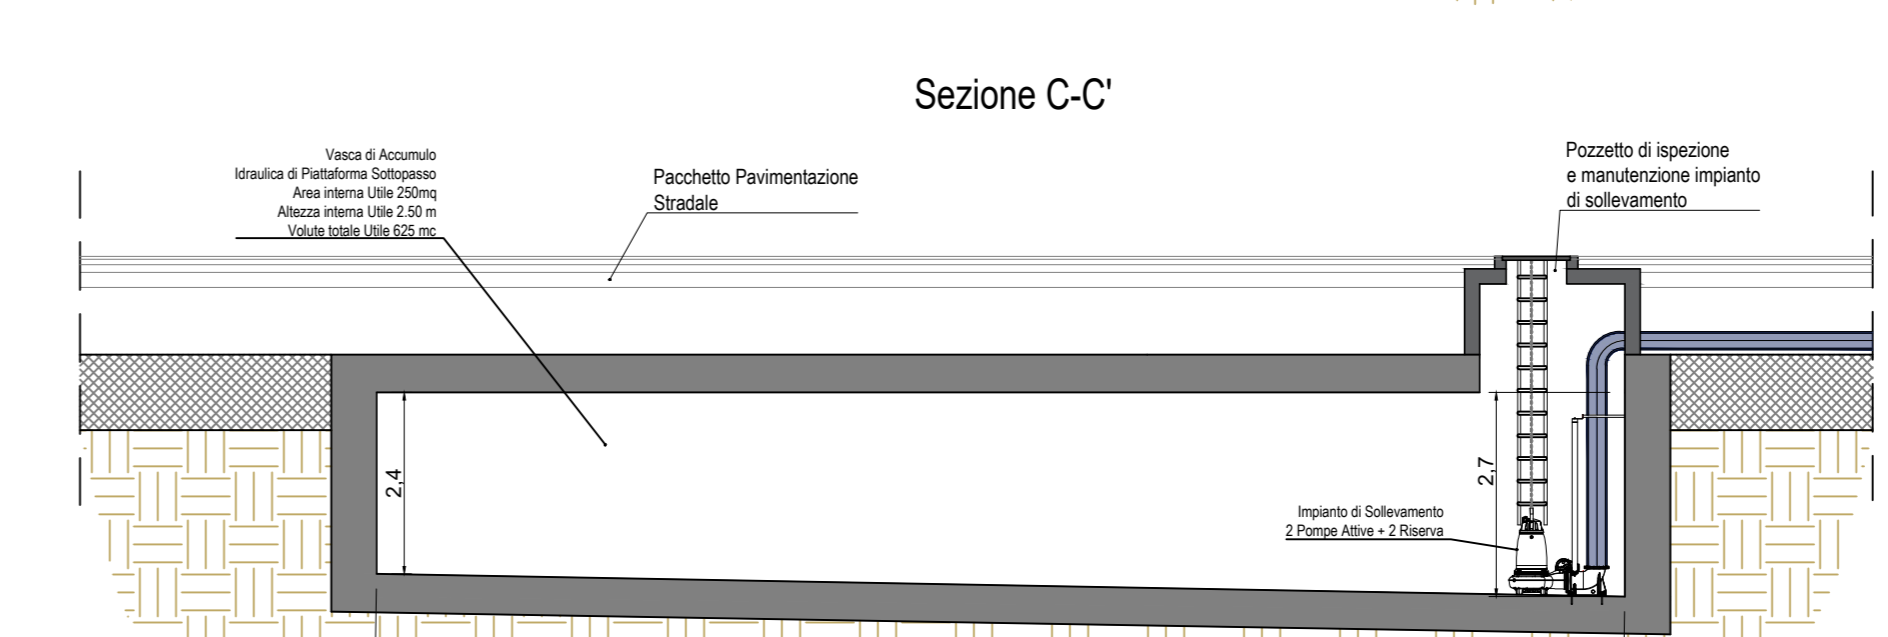 Sezione C-C'
Vasca di Accumulo
Idraulica di Piattaforma Sottopasso
Area interna Utile 250mq
Altezza interna Utile 2.50 m
Volute totale Utile 625 mc
Pacchetto Pavimentazione
Stradale
Pozzetto di ispezione
e manutenzione impianto
di sollevamento
2,4
2,7
Impianto di Sollevamento
2 Pompe Attive + 2 Riserva